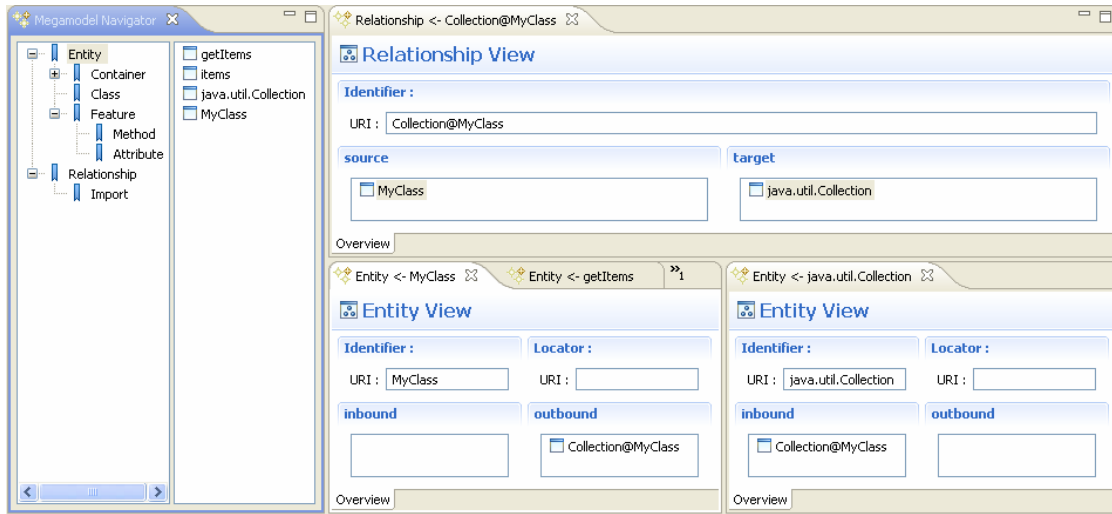 Megamodel Navigator
Entity
Container
Class
Feature
Method
Attribute
Relationship
Import
getItems
items
java.util.Collection
MyClass
Relationship <- Collection@MyClass
Relationship View
Identifier :
URI : Collection@MyClass
source
target
MyClass
java.util.Collection
Overview
Entity <- MyClass
Entity <- getItems
»1
Entity View
Identifier :
Locator :
URI : MyClass
URI :
inbound
outbound
Collection@MyClass
Overview
Entity <- java.util.Collection
Entity View
Identifier :
Locator :
URI : java.util.Collection
URI :
inbound
outbound
Collection@MyClass
Overview